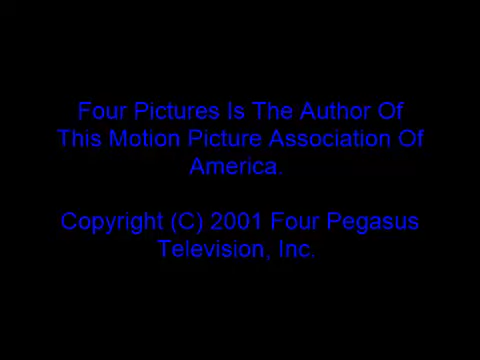 Four Pictures Is The Author Of
This Motion Picture Association Of
America.
Copyright (C) 2001 Four Pegasus
Television, Inc.